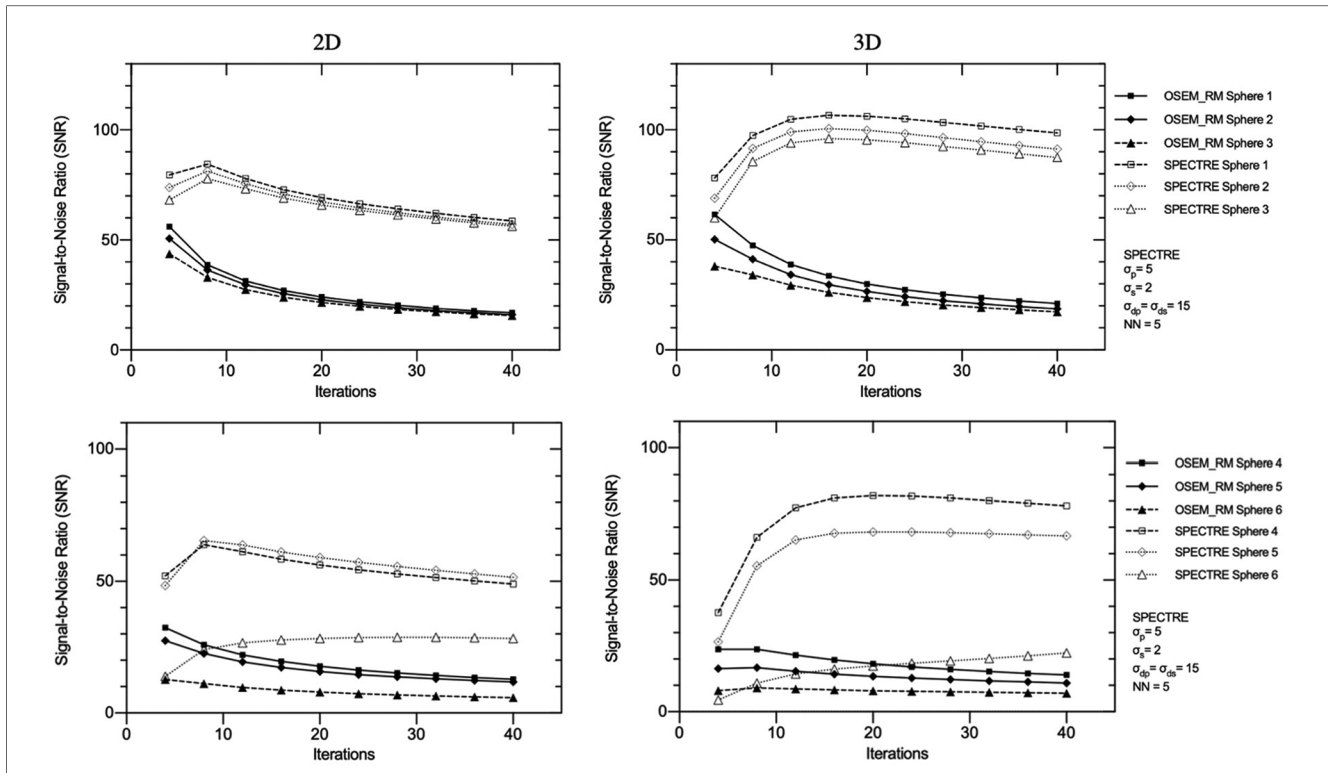 2D
Signal-to-Noise Ratio (SNR)
100
50
0
0 10 20 30 40
Iterations
3D
Signal-to-Noise Ratio (SNR)
100
50
0
0 10 20 30 40
Iterations
OSEM_RM Sphere 1
OSEM_RM Sphere 2
OSEM_RM Sphere 3
SPECTRE Sphere 1
SPECTRE Sphere 2
SPECTRE Sphere 3
SPECTRE
σp= 5
σs= 2
σdp= σds= 15
NN = 5
Signal-to-Noise Ratio (SNR)
100
50
0
0 10 20 30 40
Iterations
Signal-to-Noise Ratio (SNR)
100
50
0
0 10 20 30 40
Iterations
OSEM_RM Sphere 4
OSEM_RM Sphere 5
OSEM_RM Sphere 6
SPECTRE Sphere 4
SPECTRE Sphere 5
SPECTRE Sphere 6
SPECTRE
σp= 5
σs= 2
σdp= σds= 15
NN = 5